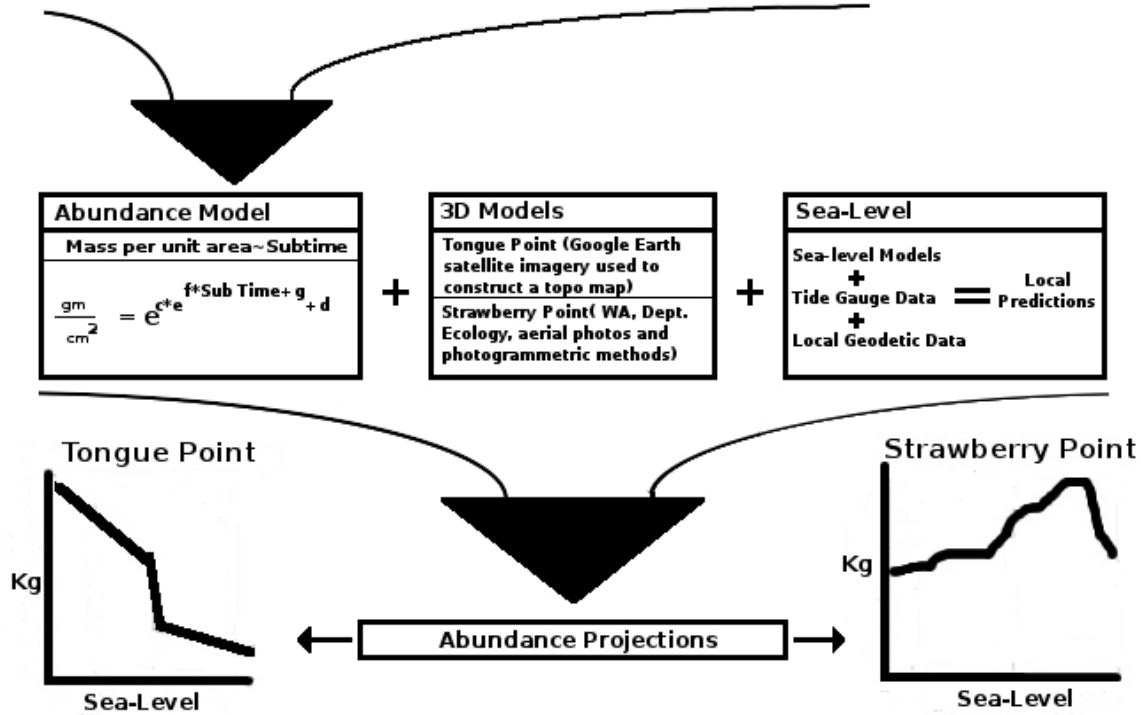 Abundance Model
Mass per unit area~Subtime
gm
cm2 = e^c*e^f*Sub Time+g +d
+
3D Models
Tongue Point (Google Earth
satellite imagery used to
construct a topo map)
Strawberry Point( WA, Dept.
Ecology, aerial photos and
photogrammetric methods)
+
Sea-Level
Sea-level Models
+
Tide Gauge Data
+
Local Geodetic Data
= Local
Predictions
Tongue Point
Kg
Sea-Level
Abundance Projections
Strawberry Point
Kg
Sea-Level